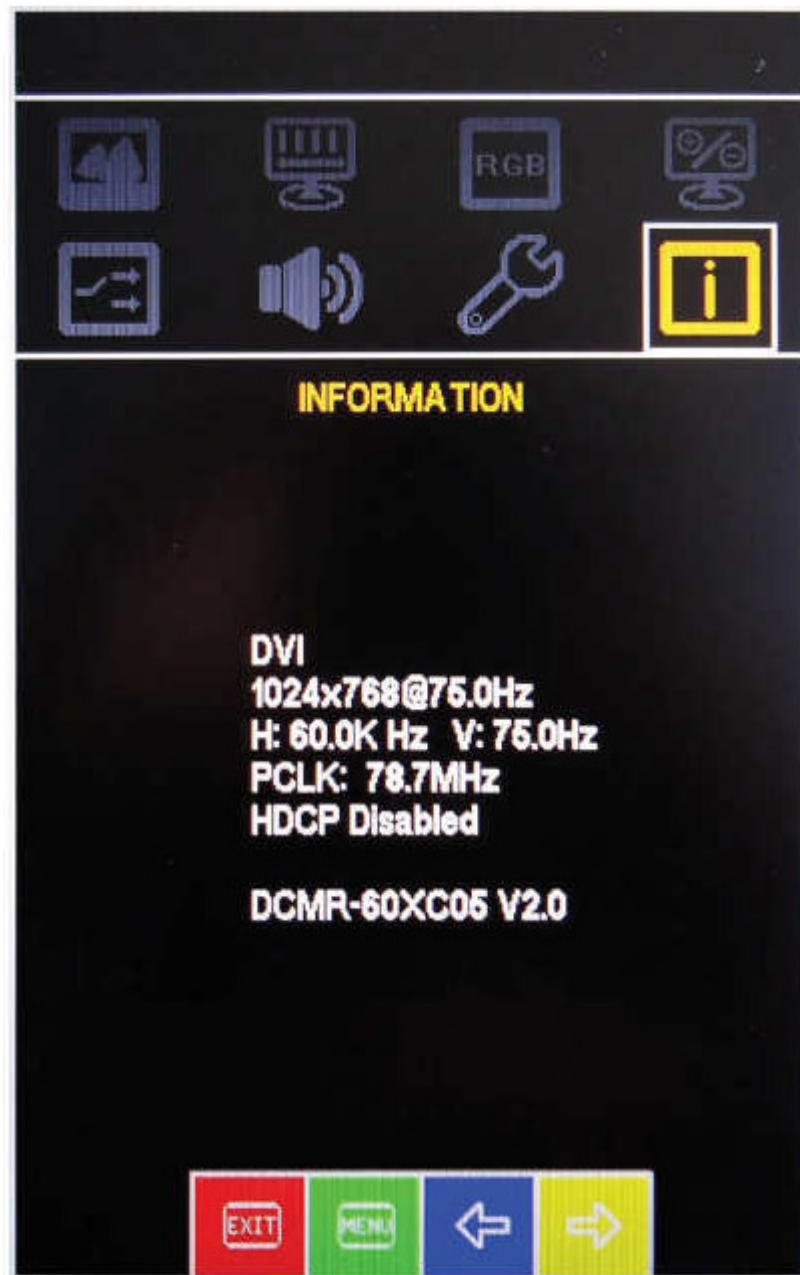 RGB
INFORMATION
DVI
1024x768@75.0Hz
H: 60.0K Hz V: 75.0Hz
PCLK: 78.7MHz
HDCP Disabled
DCMR-60XC05 V2.0
EXIT
MENU